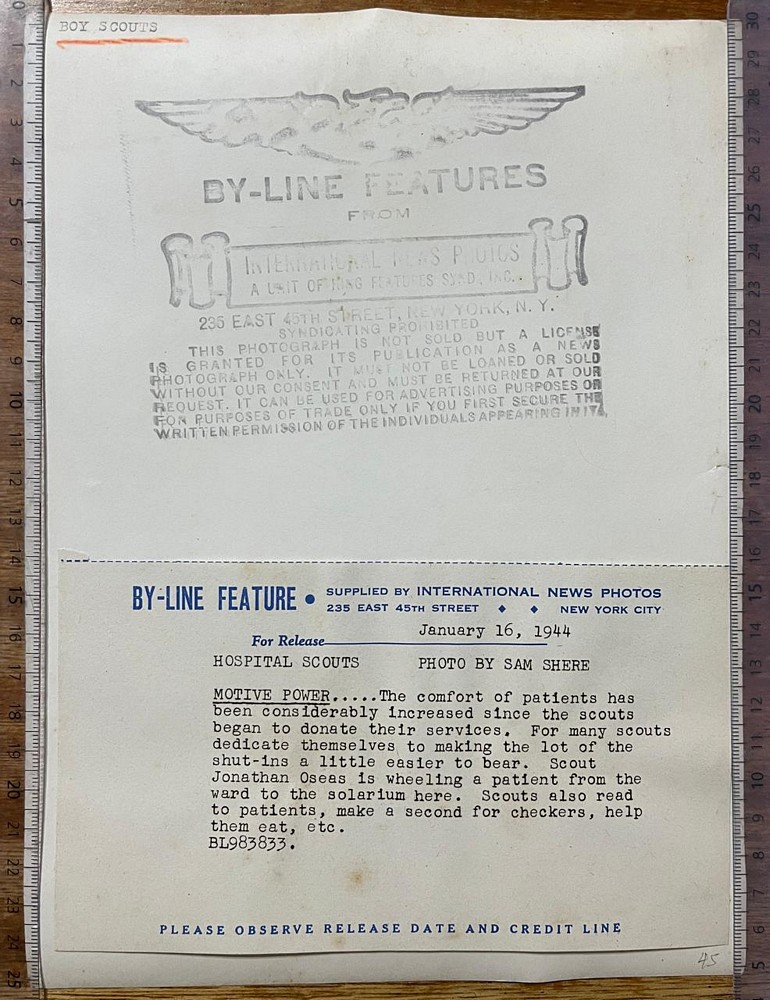 BOY SCOUTS
BY-LINE FEATURES
FROM
INTERNATIONAL NEWS PHOTOS
A UNIT OF KING FEATURES SYND., INC.
235 EAST 45TH STREET, NEW YORK, N. Y.
SYNDICATING PROHIBITED
THIS PHOTOGRAPH IS NOT SOLD BUT A LICENSE
IS GRANTED FOR ITS PUBLICATION AS A NEWS
PHOTOGRAPH ONLY. IT MUST NOT BE LOANED OR SOLD
WITHOUT OUR CONSENT AND MUST BE RETURNED AT OUR
REQUEST. IT CAN BE USED FOR ADVERTISING PURPOSES OR
FOR PURPOSES OF TRADE ONLY IF YOU FIRST SECURE THE
WRITTEN PERMISSION OF THE INDIVIDUALS APPEARING IN IT.
BY-LINE FEATURE • SUPPLIED BY INTERNATIONAL NEWS PHOTOS
235 EAST 45TH STREET ◆ ◆ NEW YORK CITY
For Release January 16, 1944
HOSPITAL SCOUTS PHOTO BY SAM SHERE
MOTIVE POWER.....The comfort of patients has
been considerably increased since the scouts
began to donate their services. For many scouts
dedicate themselves to making the lot of the
shut-ins a little easier to bear. Scout
Jonathan Oseas is wheeling a patient from the
ward to the solarium here. Scouts also read
to patients, make a second for checkers, help
them eat, etc.
BL983833.
PLEASE OBSERVE RELEASE DATE AND CREDIT LINE
45